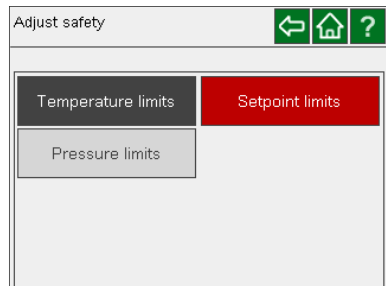 Adjust safety
?
Temperature limits
Setpoint limits
Pressure limits